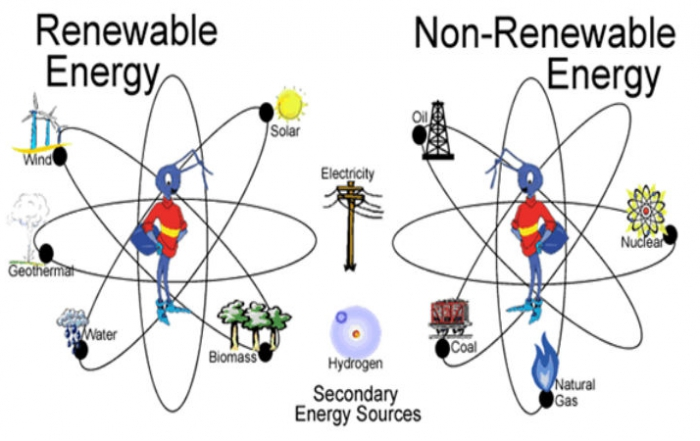 Renewable
Energy
Solar
Wind
Geothermal
Water
Biomass
Electricity
Hydrogen
Secondary
Energy Sources
Non-Renewable
Energy
Oil
Nuclear
Coal
Natural
Gas